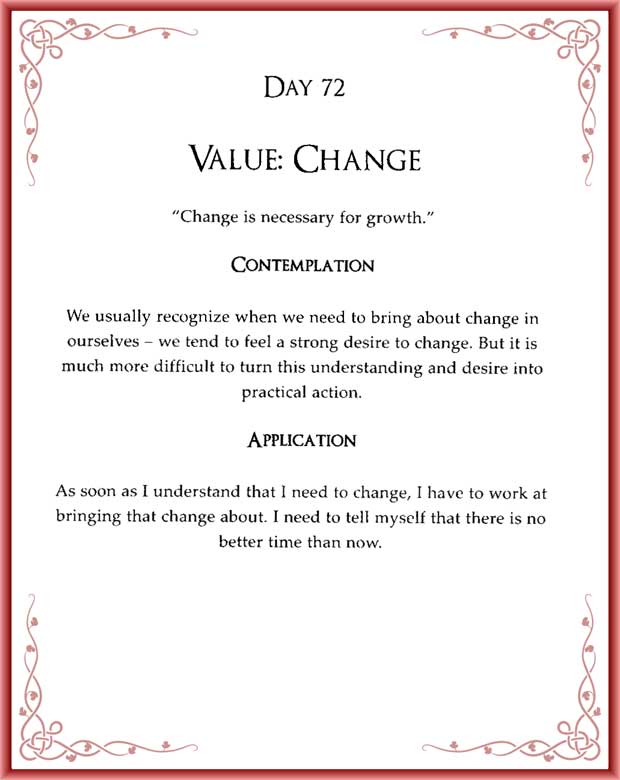 DAY 72
VALUE: CHANGE
“Change is necessary for growth.”
CONTEMPLATION
We usually recognize when we need to bring about change in
ourselves – we tend to feel a strong desire to change. But it is
much more difficult to turn this understanding and desire into
practical action.
APPLICATION
As soon as I understand that I need to change, I have to work at
bringing that change about. I need to tell myself that there is no
better time than now.